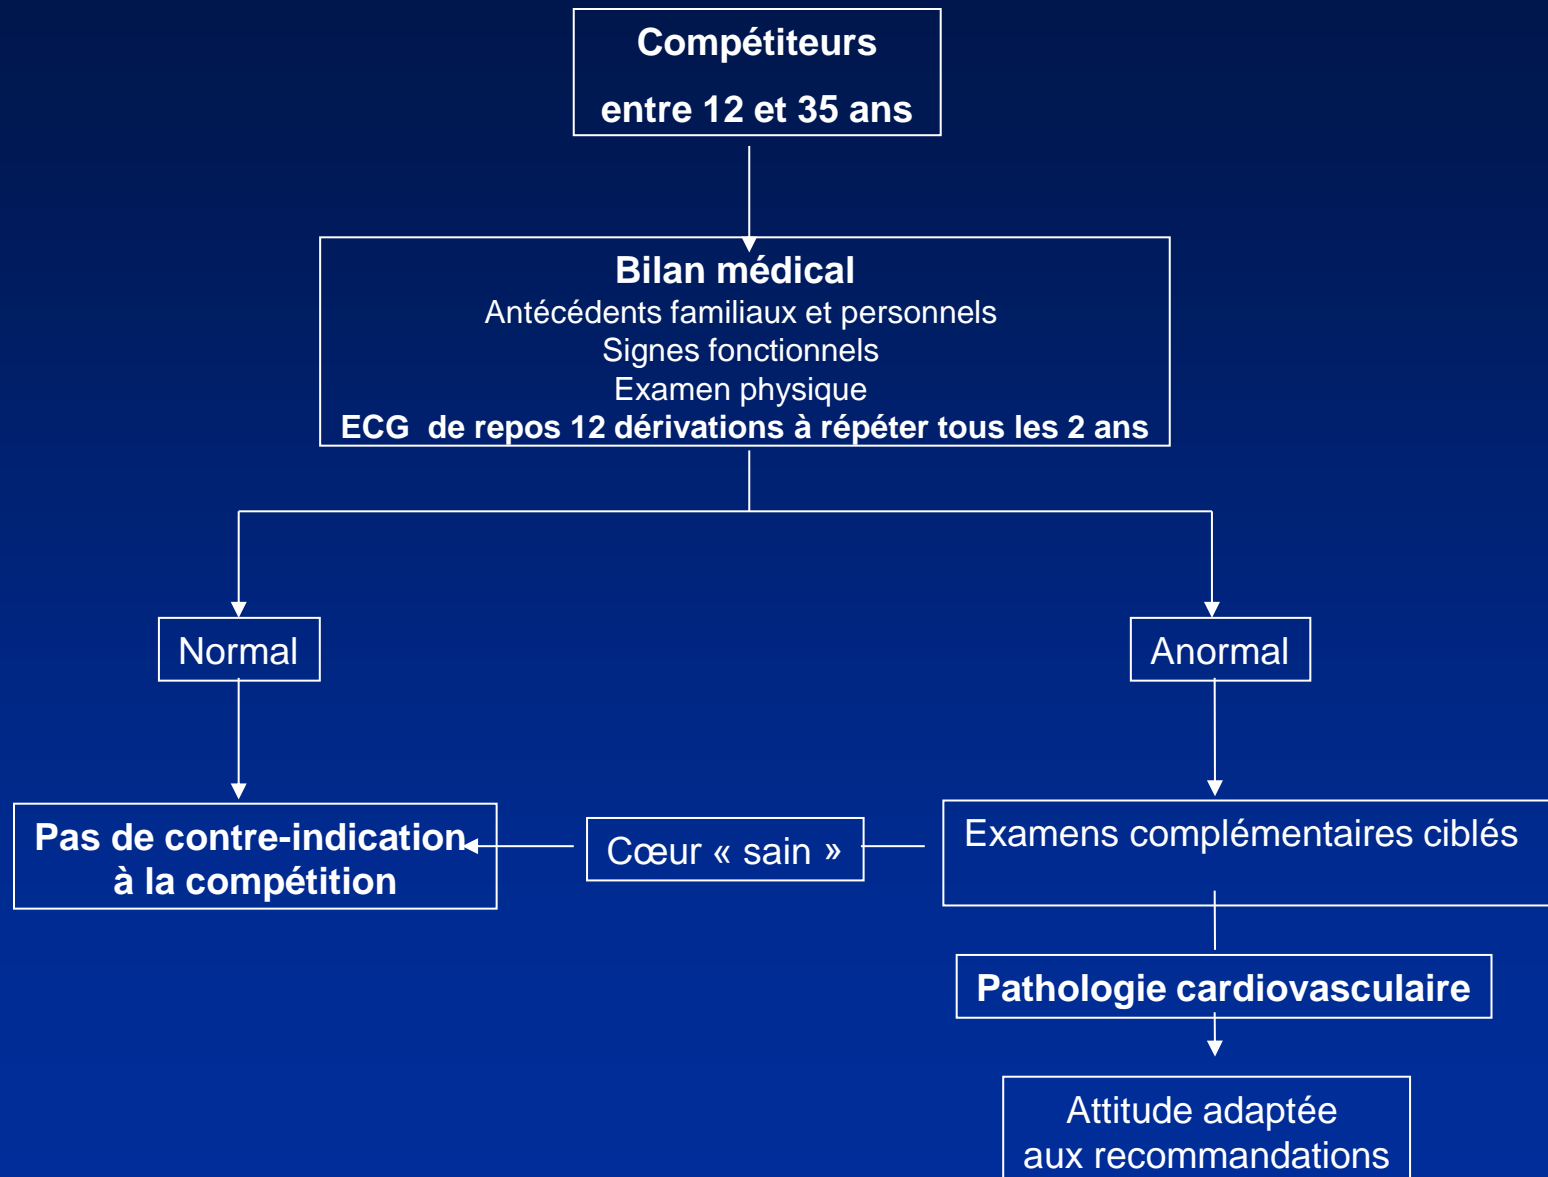 Compétiteurs
entre 12 et 35 ans
Bilan médical
Antécédents familiaux et personnels
Signes fonctionnels
Examen physique
ECG  de repos 12 dérivations à répéter tous les 2 ans
Normal
Anormal
Pas de contre-indication
à la compétition
Cœur « sain »
Examens complémentaires ciblés
Pathologie cardiovasculaire
Attitude adaptée
aux recommandations